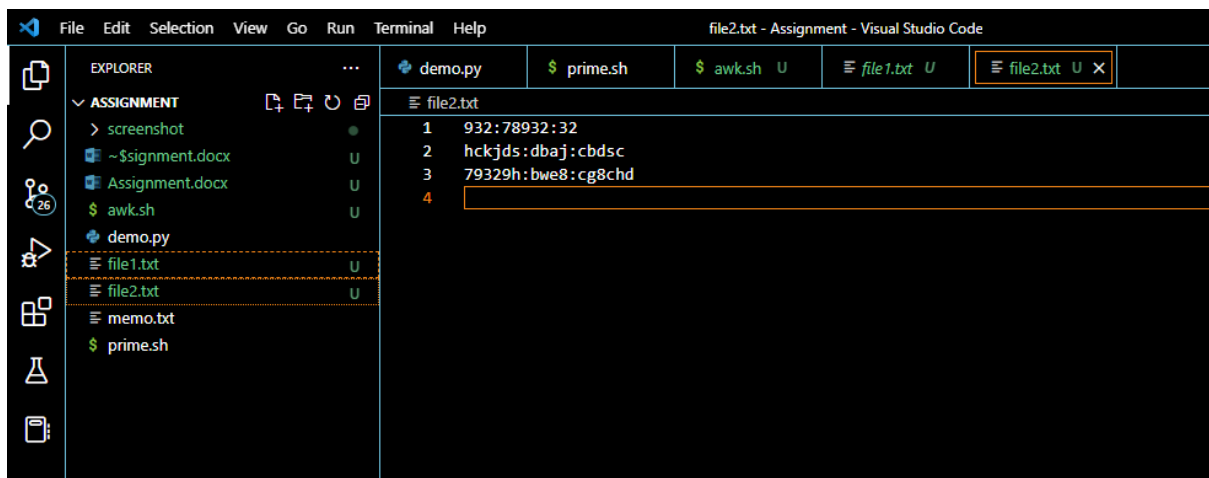 File Edit Selection View Go Run Terminal Help file2.txt - Assignment - Visual Studio Code
EXPLORER ...
demo.py $ prime.sh $ awk.sh U file1.txt U file2.txt U
ASSIGNMENT
file2.txt
screenshot
~$signment.docx U
Assignment.docx U
$ awk.sh U
demo.py
file1.txt U
file2.txt U
memo.txt
$ prime.sh
26
1 932:78932:32
2 hckjds:dbaj:cbdsc
3 79329h:bwe8:cg8chd
4